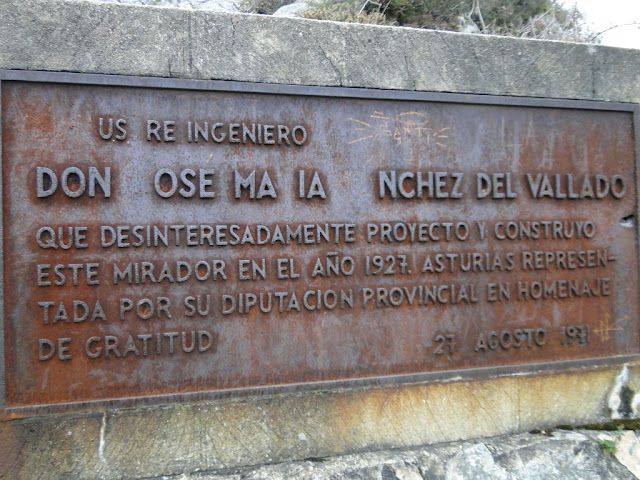 US RE INGENIERO
DON OSE MA IA NCHEZ DEL VALLADO
QUE DESINTERESADAMENTE PROYECTO Y CONSTRUYO
ESTE MIRADOR EN EL AÑO 1927. ASTURIAS REPRESEN-
TADA POR SU DIPUTACION PROVINCIAL EN HOMENAJE
DE GRATITUD 27 AGOSTO 1971